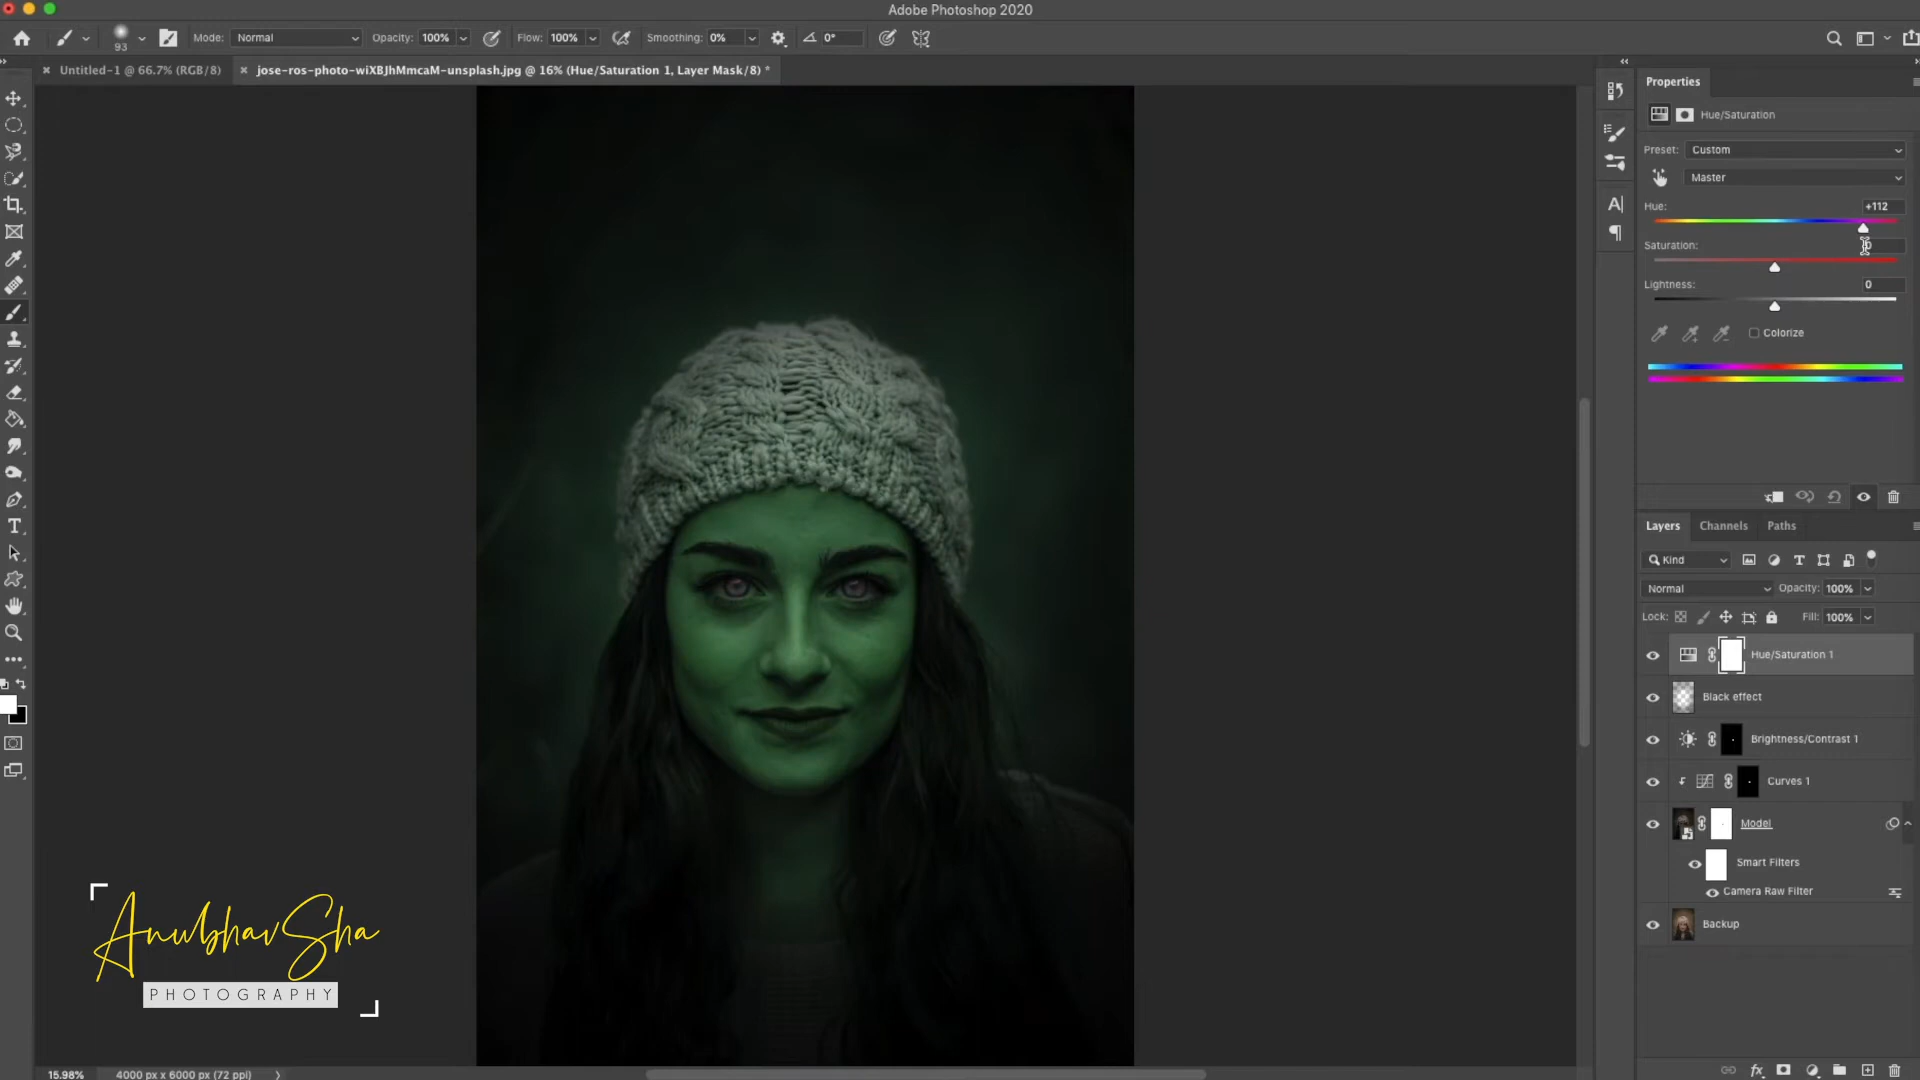 Adobe Photoshop 2020
93
Mode: Normal Opacity: 100% Flow: 100% Smoothing: 0% 0°
Untitled-1 @ 66.7% (RGB/8)
jose-ros-photo-wiXBJhMmcaM-unsplash.jpg @ 16% (Hue/Saturation 1, Layer Mask/8) *
Properties
Hue/Saturation
Preset: Custom
Master
Hue: +112
Saturation: 0
Lightness: 0
Colorize
Layers Channels Paths
Kind
Normal Opacity: 100%
Lock: Fill: 100%
Hue/Saturation 1
Black effect
Brightness/Contrast 1
Curves 1
Model
Smart Filters
Camera Raw Filter
Backup
AnubhavSha
PHOTOGRAPHY
15.98% 4000 px x 6000 px (72 ppi)